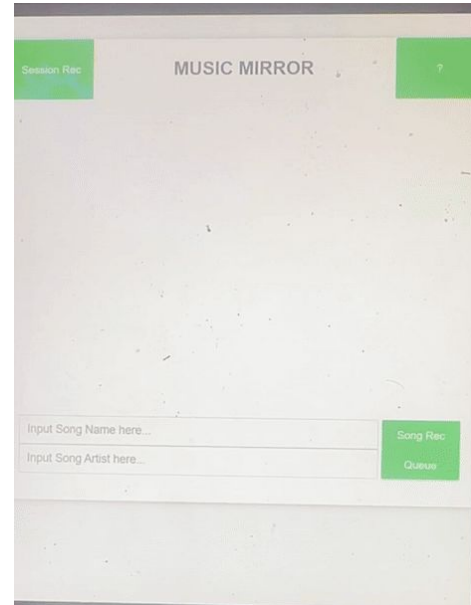 Session Rec
MUSIC MIRROR
?
Input Song Name here...
Song Rec
Input Song Artist here...
Queue